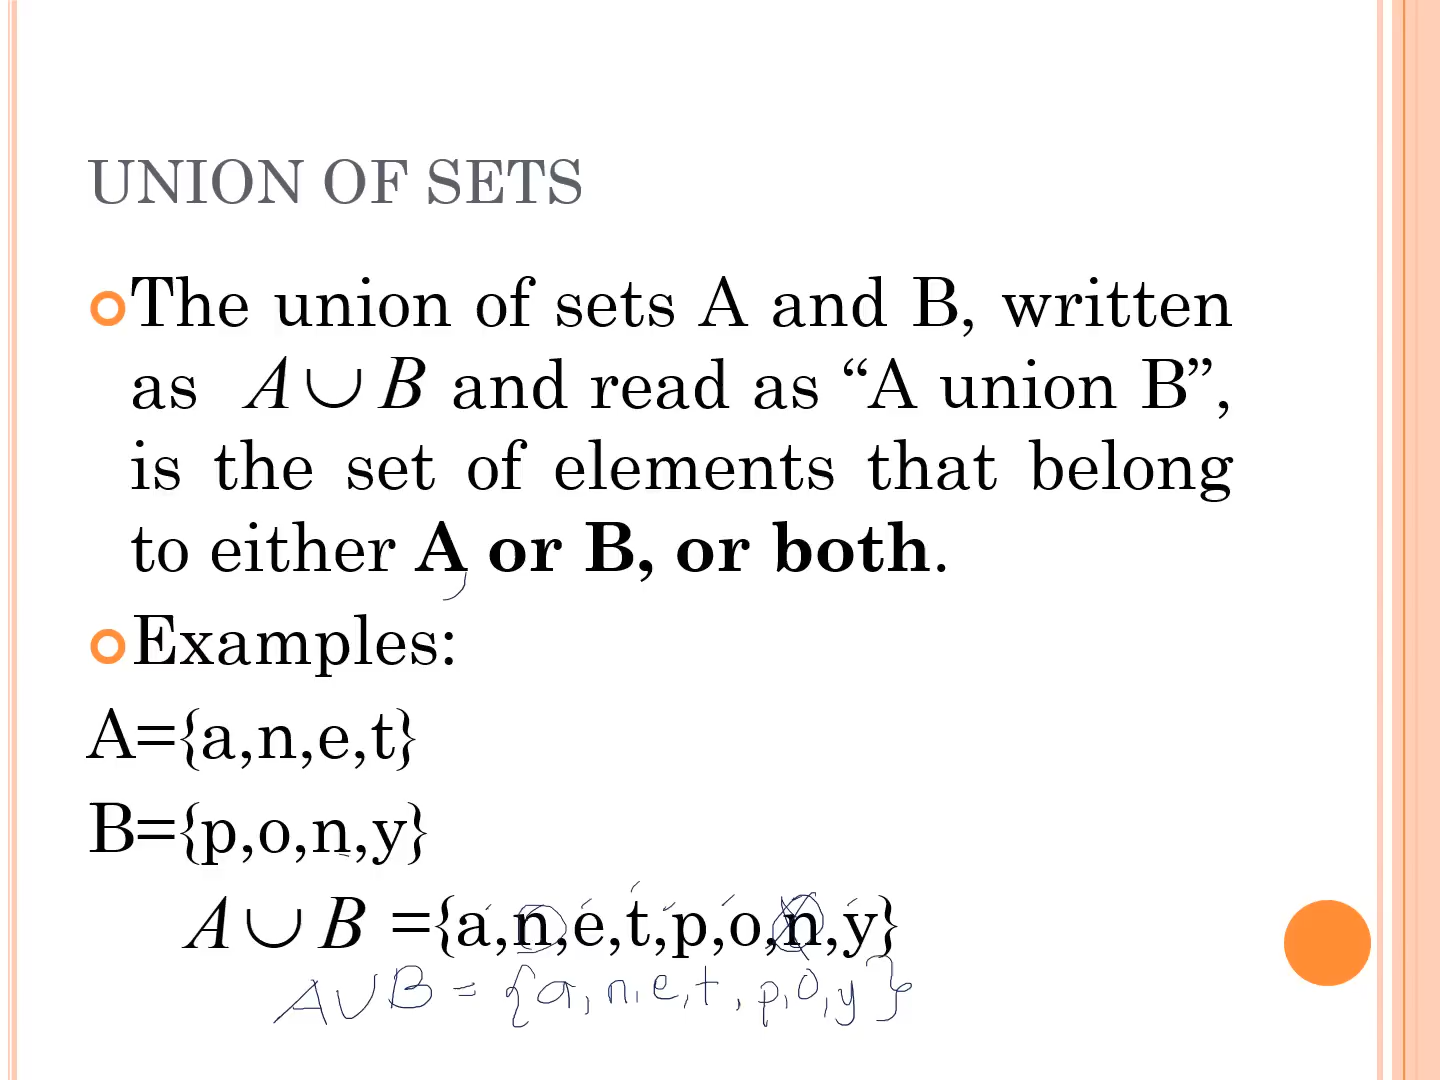 UNION OF SETS
The union of sets A and B, written
as A∪B and read as “A union B”,
is the set of elements that belong
to either A or B, or both.
Examples:
A={a,n,e,t}
B={p,o,n,y}
A∪B ={a,n,e,t,p,o,n,y}
A∪B = {a, n, e, t, p, o, y}